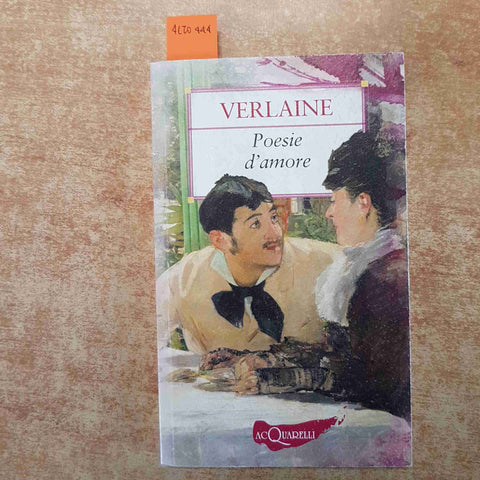 VERLAINE
Poesie
d'amore
ACQUARELLI